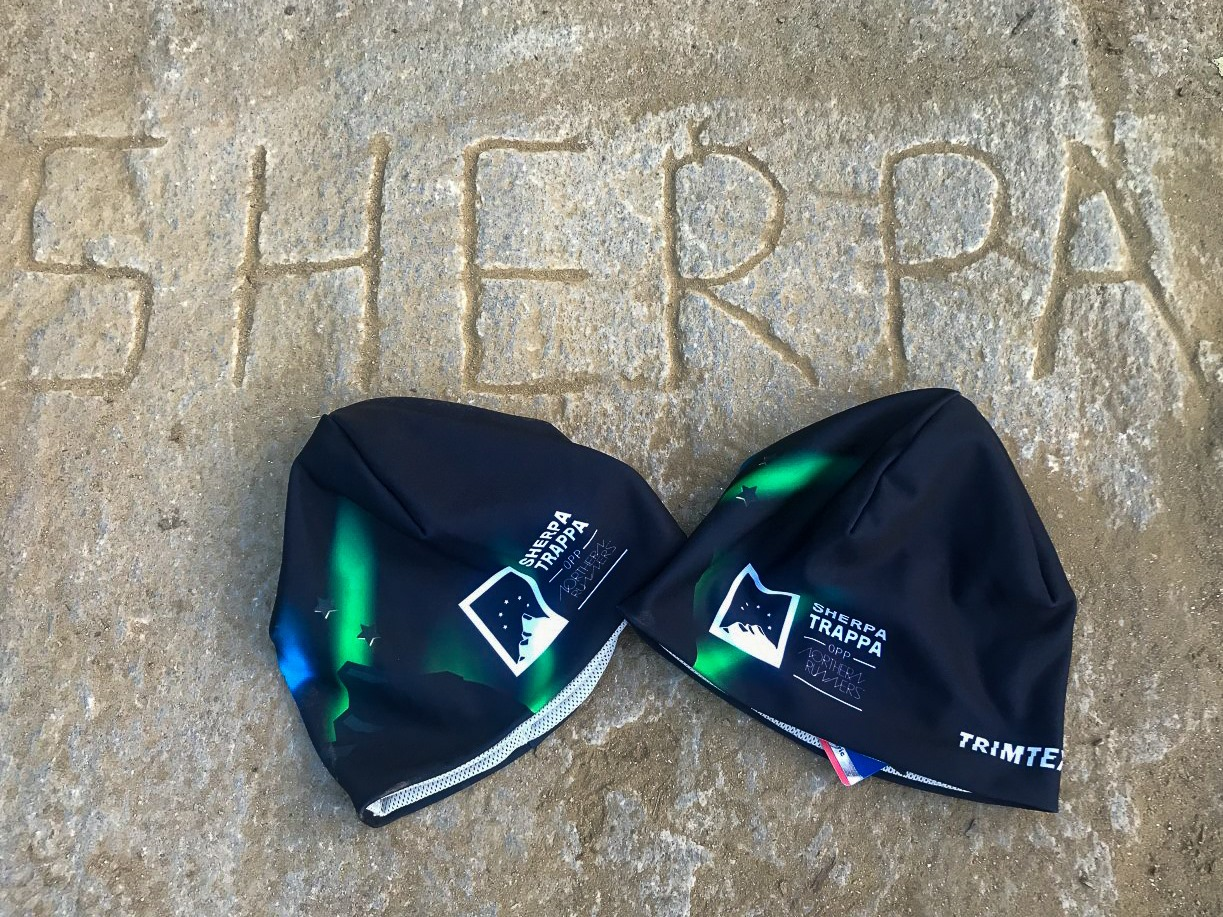 SHERPA
SHERPA
TRAPPA
OPP
NORTHERN
RUNNERS
SHERPA
TRAPPA
OPP
NORTHERN
RUNNERS
TRIMTEX